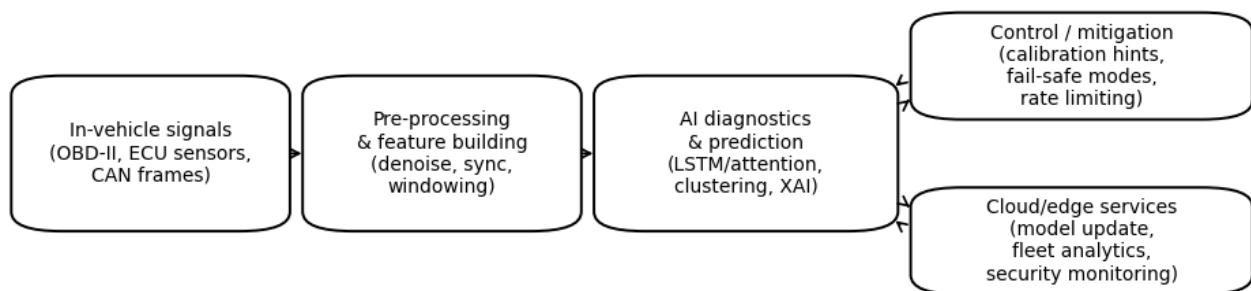 In-vehicle signals
(OBD-II, ECU sensors,
CAN frames)
Pre-processing
& feature building
(denoise, sync,
windowing)
AI diagnostics
& prediction
(LSTM/attention,
clustering, XAI)
Control / mitigation
(calibration hints,
fail-safe modes,
rate limiting)
Cloud/edge services
(model update,
fleet analytics,
security monitoring)